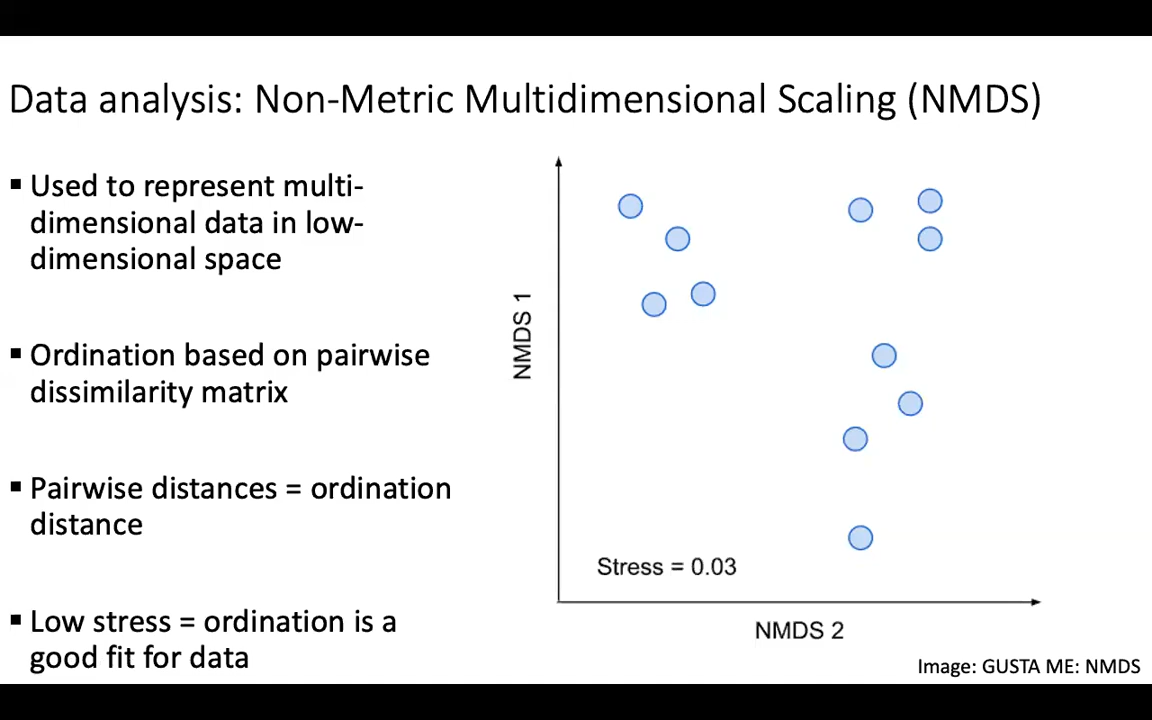 Data analysis: Non-Metric Multidimensional Scaling (NMDS)
▪ Used to represent multi-
dimensional data in low-
dimensional space
▪ Ordination based on pairwise
dissimilarity matrix
▪ Pairwise distances = ordination
distance
▪ Low stress = ordination is a
good fit for data
NMDS 1
Stress = 0.03
NMDS 2
Image: GUSTA ME: NMDS